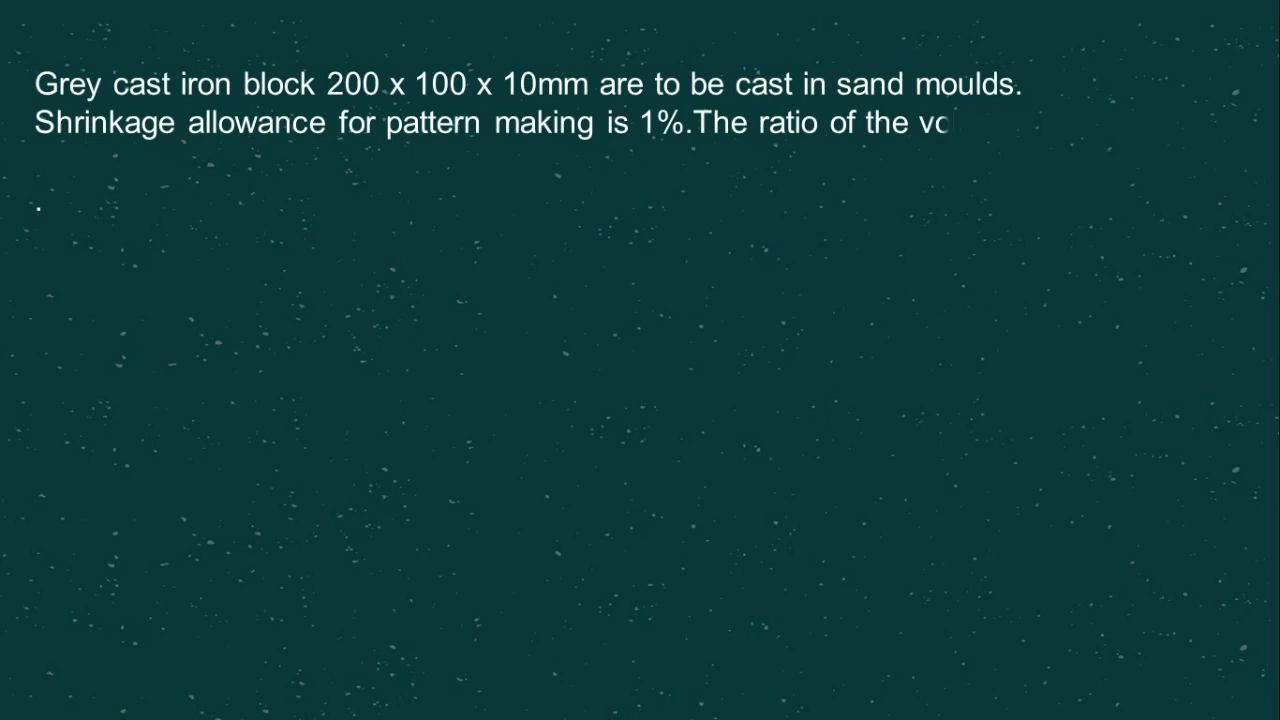 Grey cast iron block 200 x 100 x 10mm are to be cast in sand moulds.
Shrinkage allowance for pattern making is 1%.The ratio of the
.